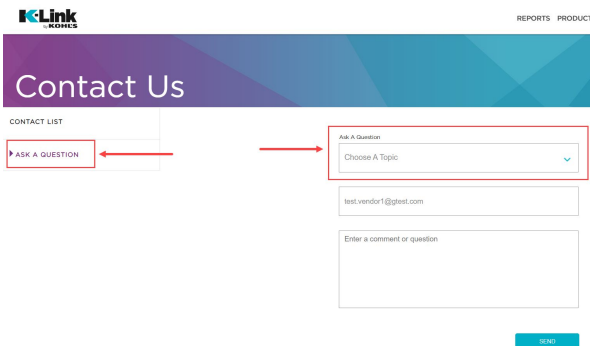 K-Link
by KOHL'S
REPORTS PRODUCT
Contact Us
CONTACT LIST
ASK A QUESTION
Ask A Question
Choose A Topic
test.vendor1@gtest.com
Enter a comment or question
SEND